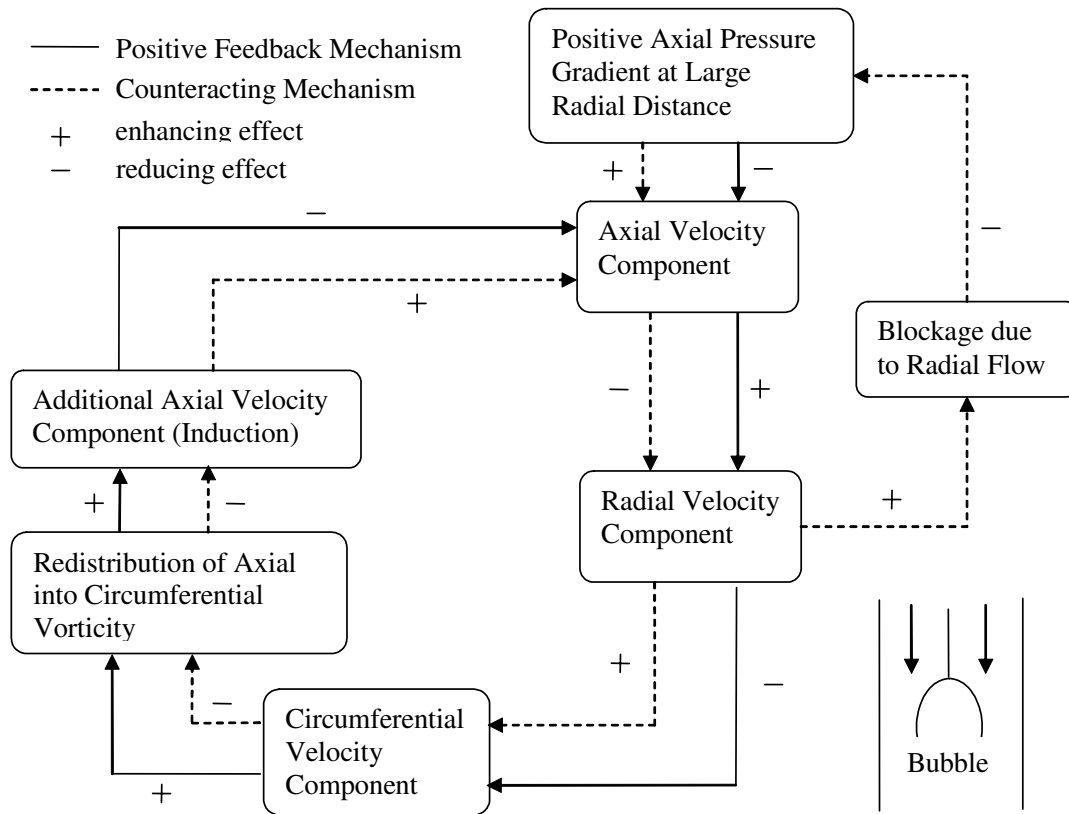 Positive Feedback Mechanism
Counteracting Mechanism
+ enhancing effect
− reducing effect
Positive Axial Pressure
Gradient at Large
Radial Distance
+
−
−
Axial Velocity
Component
+
−
−
+
Blockage due
to Radial Flow
Additional Axial Velocity
Component (Induction)
+
−
Radial Velocity
Component
+
Redistribution of Axial
into Circumferential
Vorticity
+
−
−
+
Circumferential
Velocity
Component
Bubble